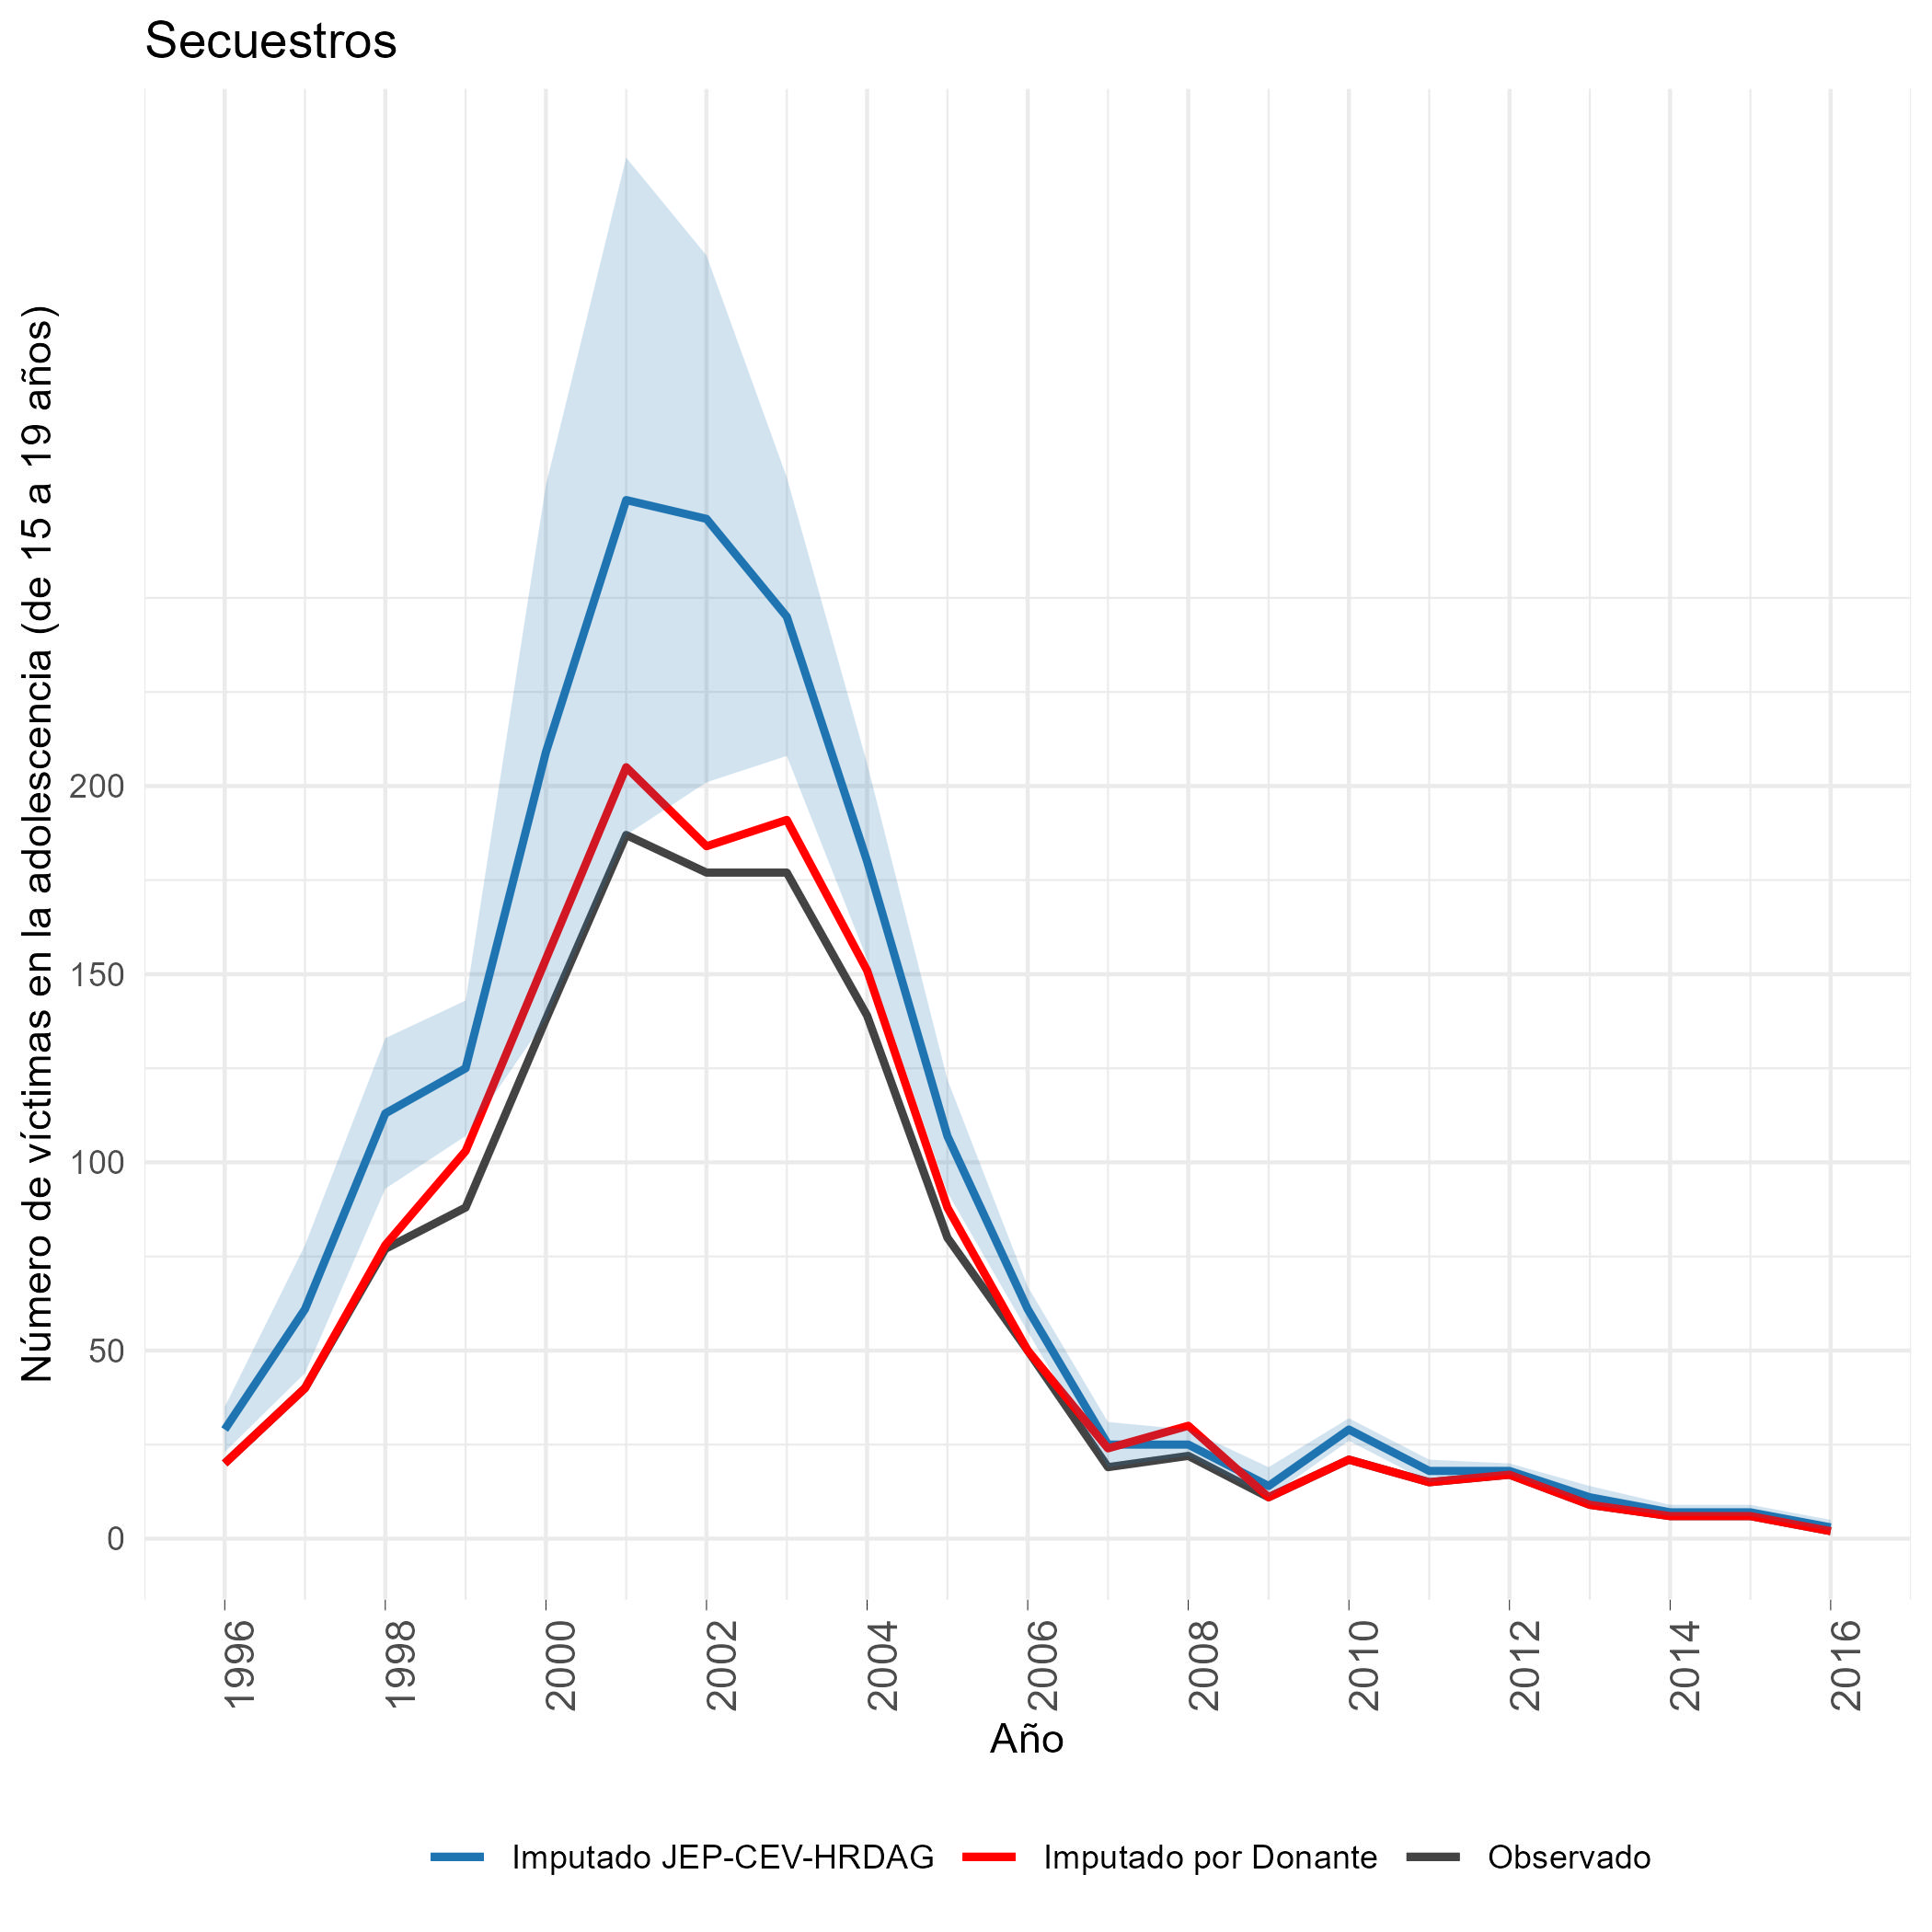 Secuestros
Número de víctimas en la adolescencia (de 15 a 19 años)
200
150
100
50
0
1996
1998
2000
2002
2004
2006
2008
2010
2012
2014
2016
Año
Imputado JEP-CEV-HRDAG
Imputado por Donante
Observado